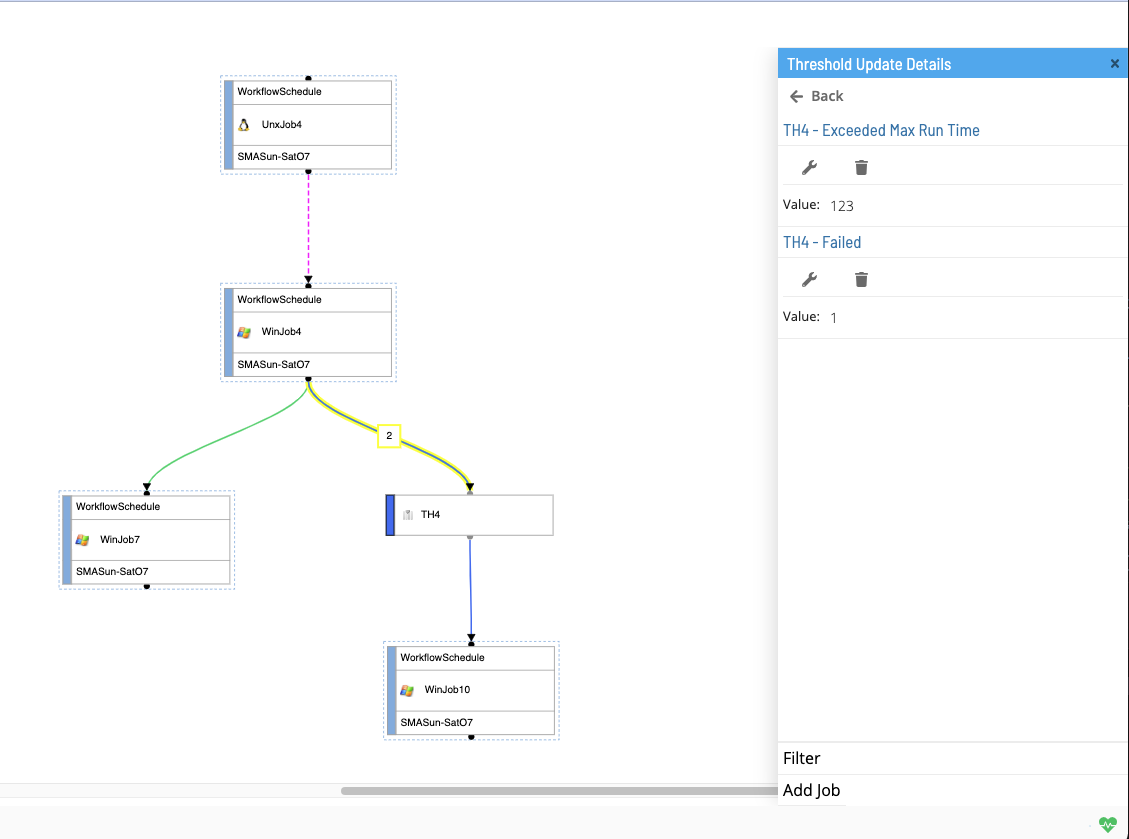 WorkflowSchedule
UnxJob4
SMASun-SatO7
WorkflowSchedule
WinJob4
SMASun-SatO7
2
WorkflowSchedule
WinJob7
SMASun-SatO7
TH4
WorkflowSchedule
WinJob10
SMASun-SatO7
Threshold Update Details
Back
TH4 - Exceeded Max Run Time
Value: 123
TH4 - Failed
Value: 1
Filter
Add Job